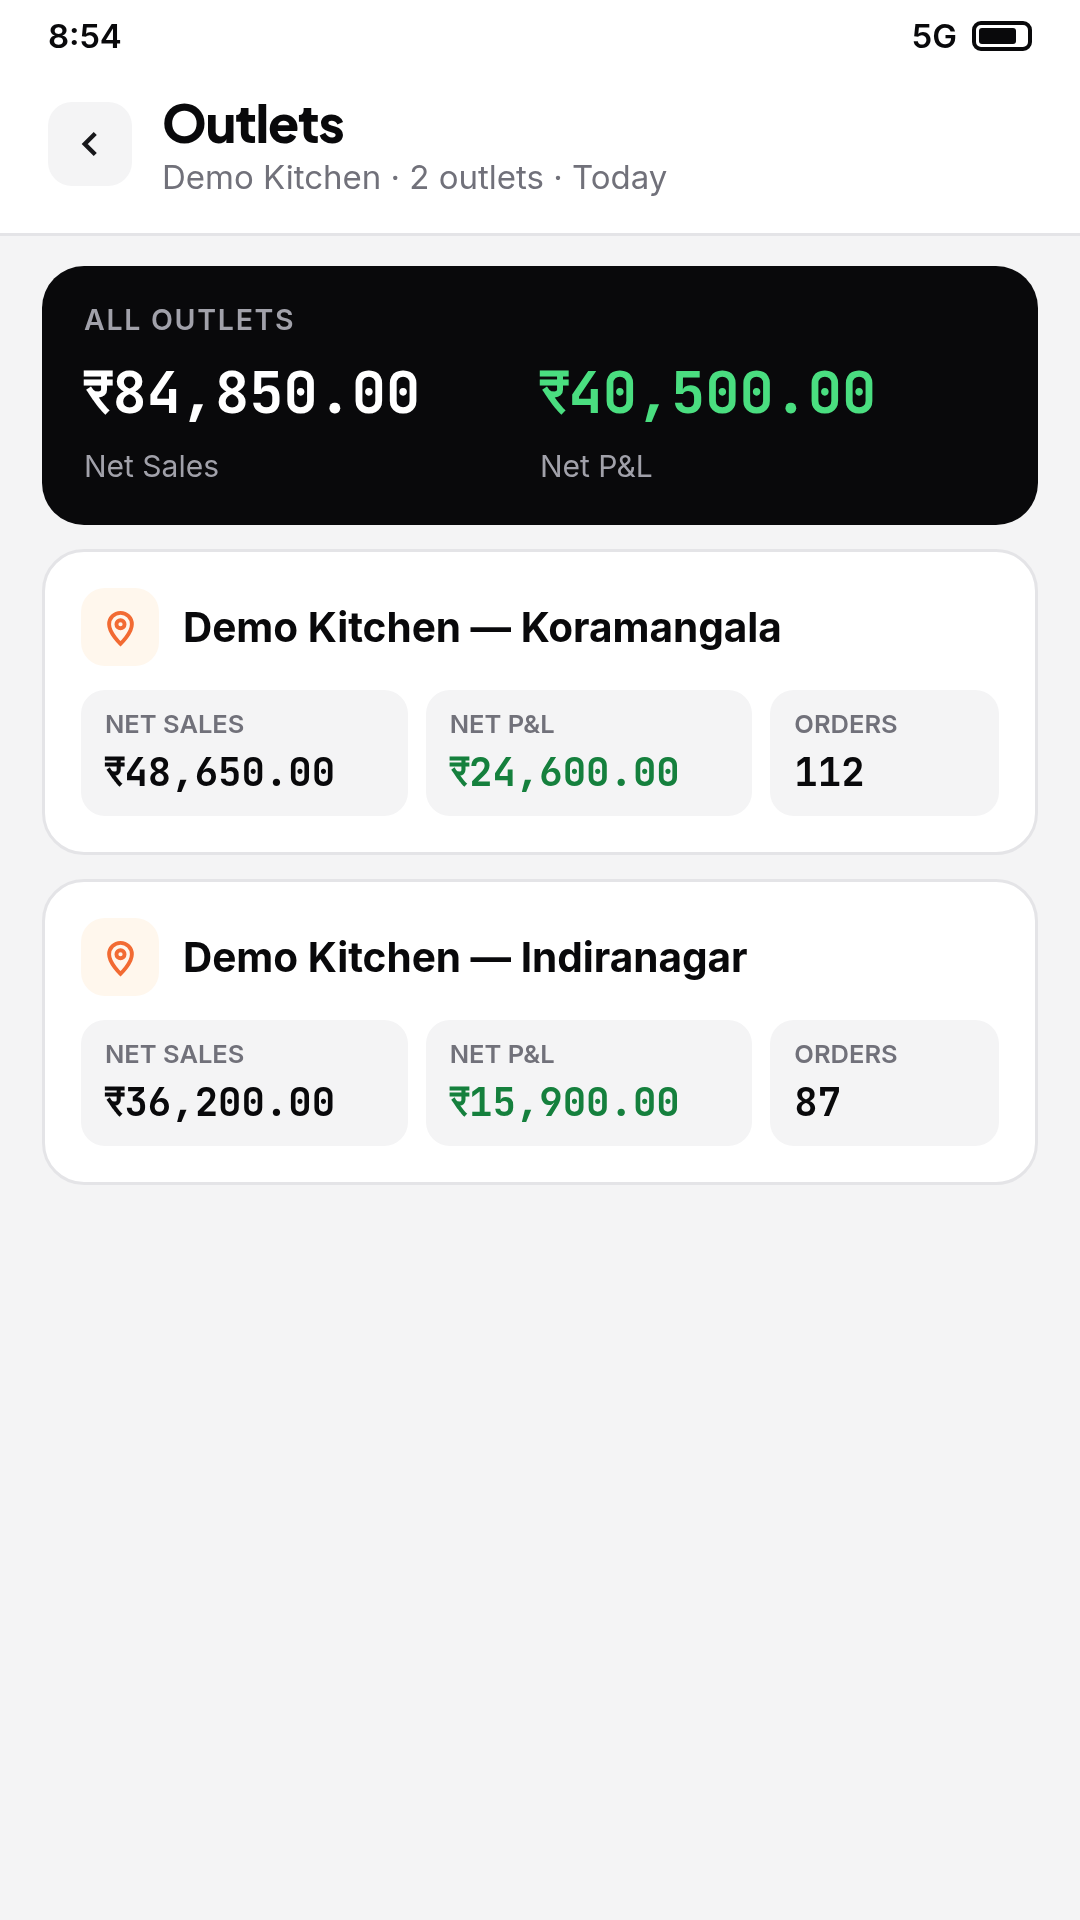 8:54
5G
Outlets
Demo Kitchen · 2 outlets · Today
ALL OUTLETS
₹84,850.00 ₹40,500.00
Net Sales Net P&L
Demo Kitchen — Koramangala
NET SALES NET P&L ORDERS
₹48,650.00 ₹24,600.00 112
Demo Kitchen — Indiranagar
NET SALES NET P&L ORDERS
₹36,200.00 ₹15,900.00 87